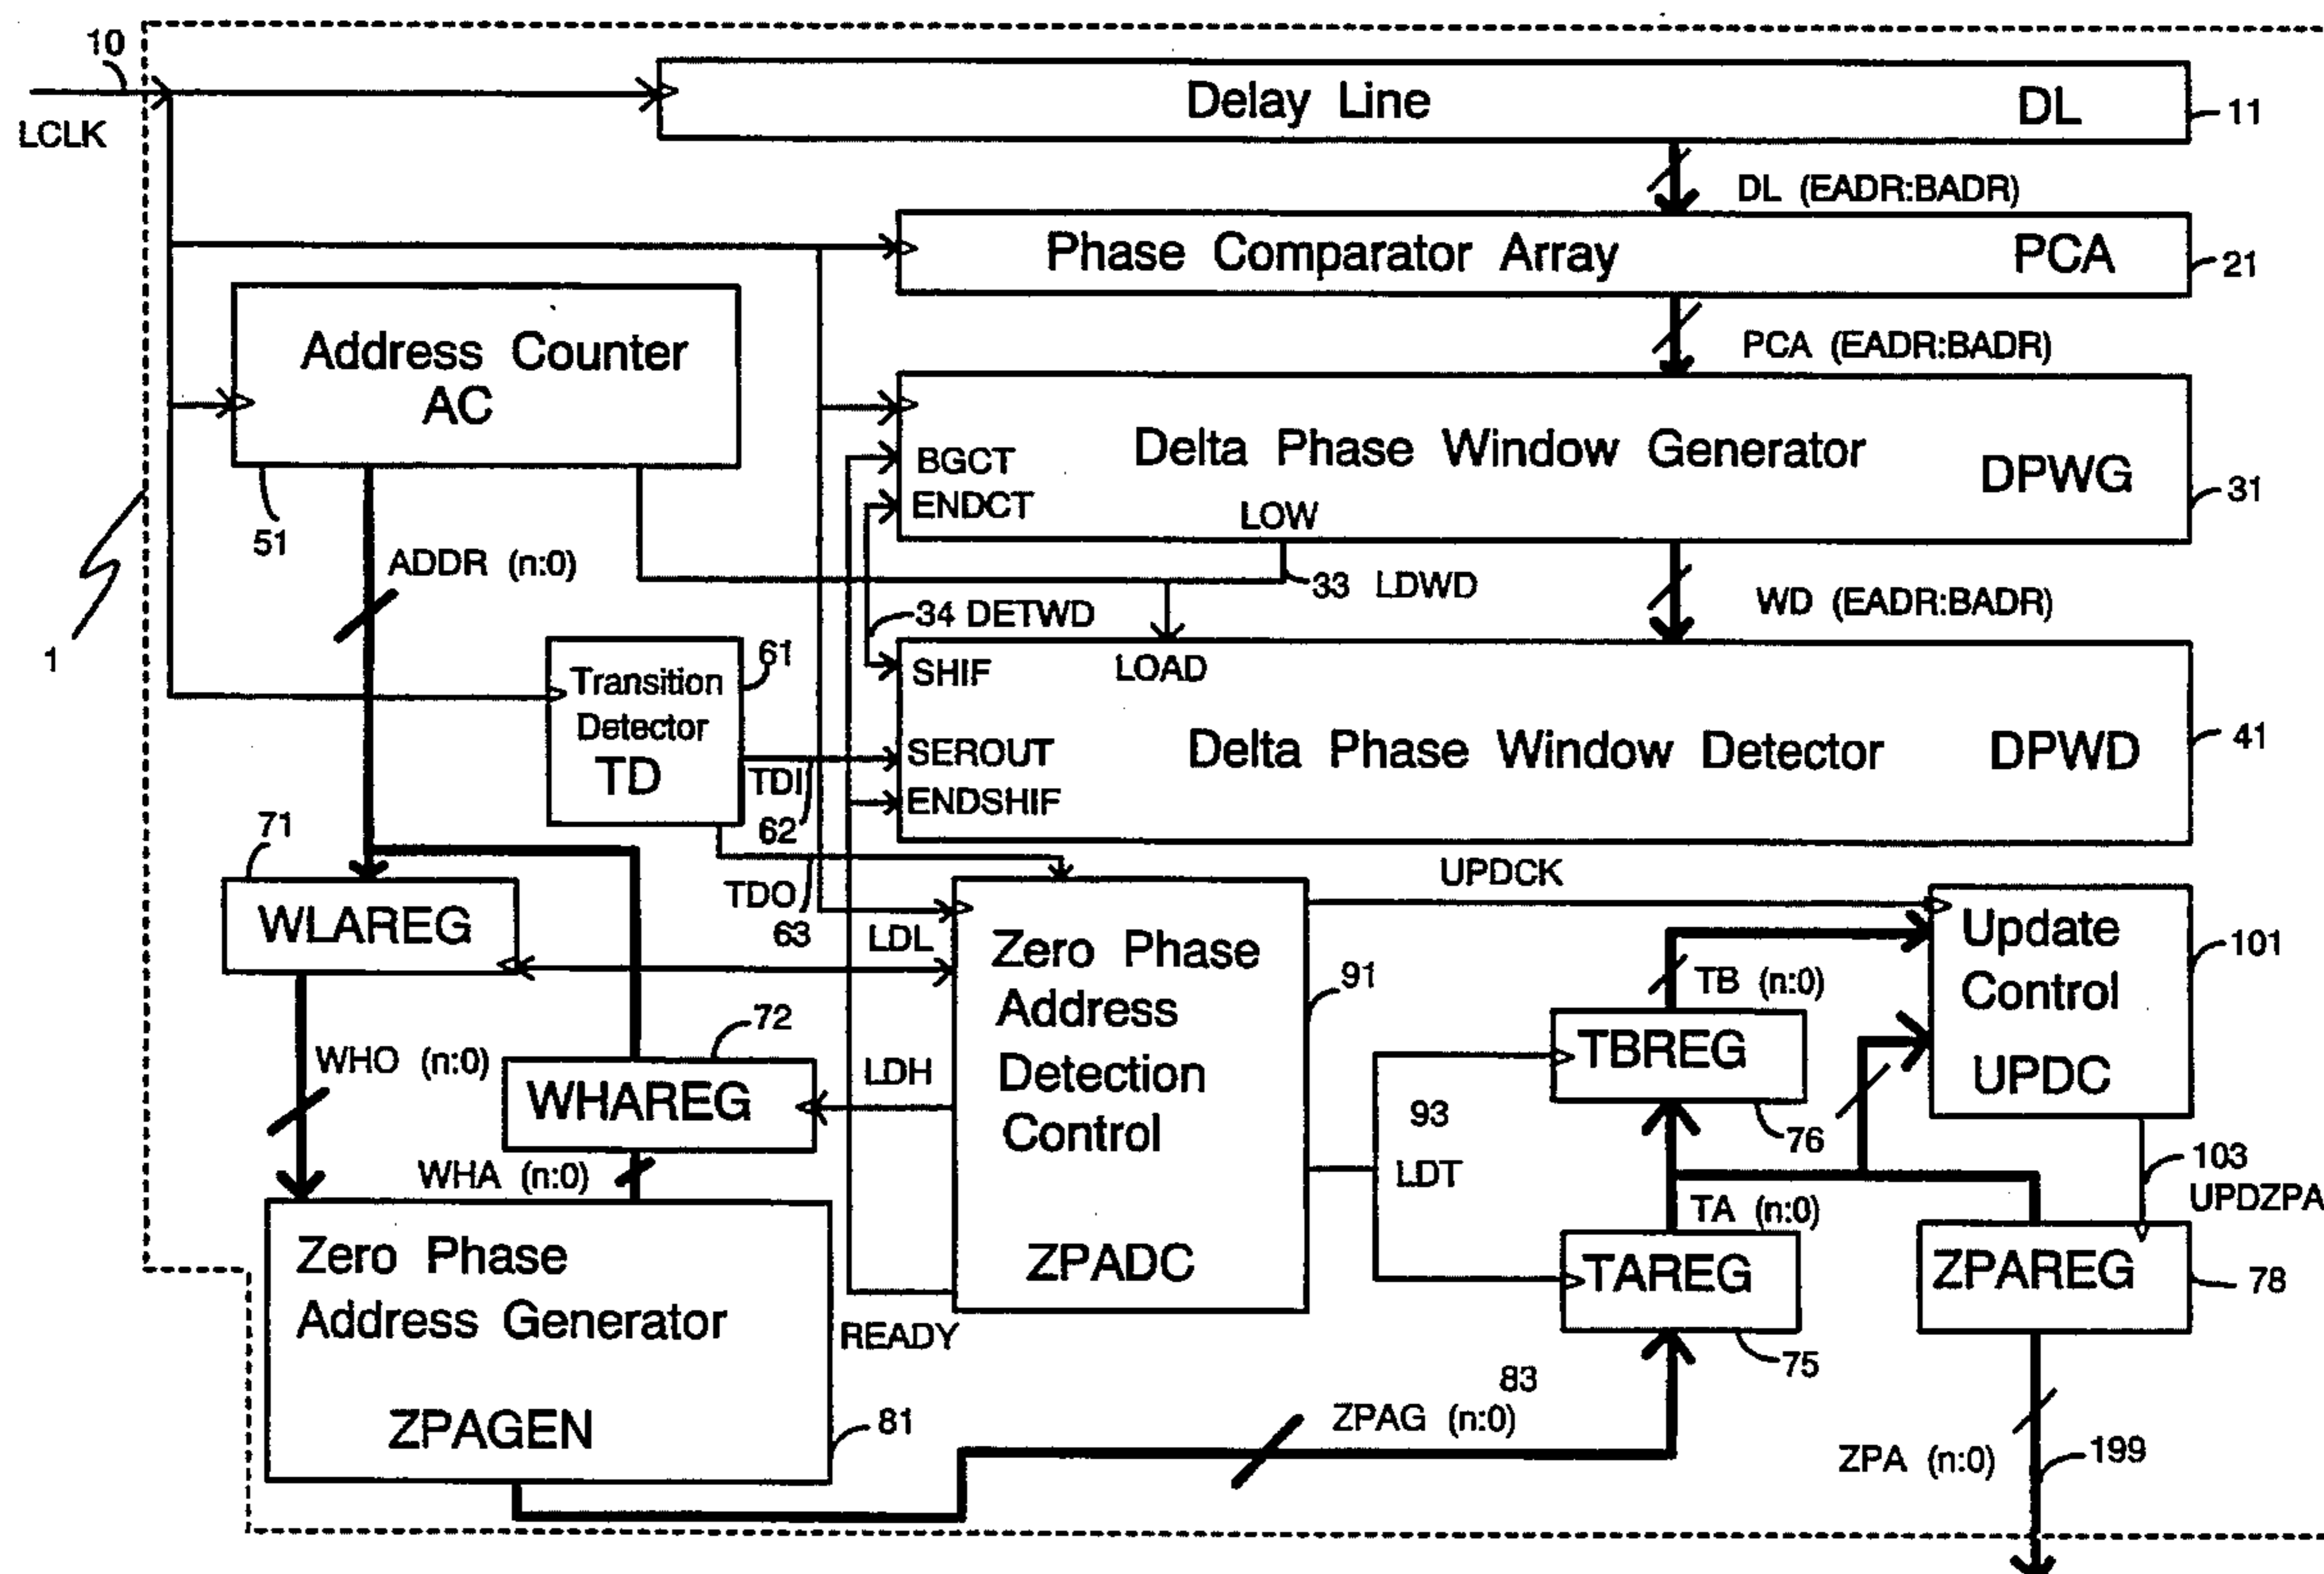 10
LCLK
Delay Line DL
11
DL (EADR:BADR)
Phase Comparator Array PCA
21
PCA (EADR:BADR)
Address Counter
AC
51
ADDR (n:0)
BGCT
ENDCT
Delta Phase Window Generator
DPWG
LOW
31
33 LDWD
WD (EADR:BADR)
34 DETWD
1
Transition
Detector
TD
61
SHIF
LOAD
SEROUT
ENDSHIF
Delta Phase Window Detector DPWD
41
TDI
62
TDO
63
71
WLAREG
LDL
UPDCK
Zero Phase
Address
Detection
Control
ZPADC
91
Update
Control
UPDC
101
TB (n:0)
TBREG
76
WHO (n:0)
72
WHAREG
LDH
WHA (n:0)
93
LDT
TA (n:0)
TAREG
75
103
UPDZPA
ZPAREG
78
Zero Phase
Address Generator
ZPAGEN
81
READY
83
ZPAG (n:0)
ZPA (n:0)
199